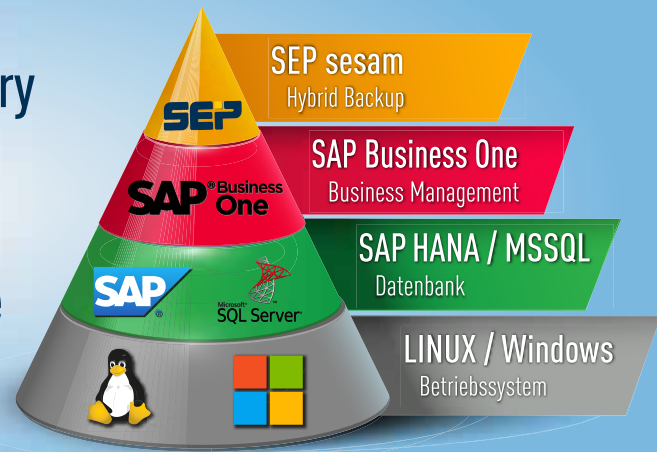 ry
e
SEP sesam
Hybrid Backup
SEP
SAP Business One
Business Management
SAP® Business
One
SAP HANA / MSSQL
Datenbank
SAP®
Microsoft®
SQL Server®
LINUX / Windows
Betriebssystem